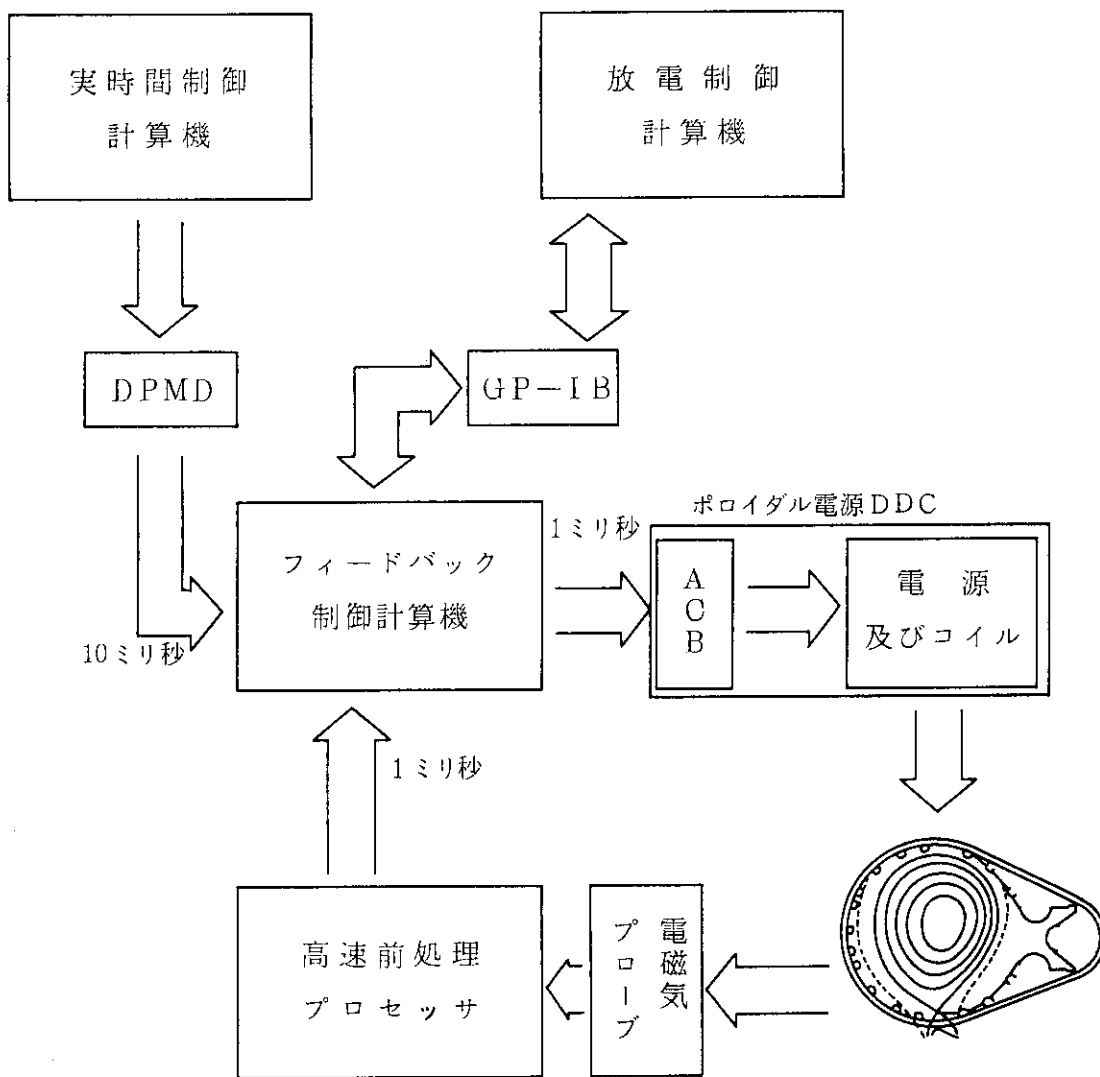 実時間制御
計算機
放電制御
計算機
DPMD
GP－IB
ポロイダル電源DDC
1ミリ秒
フィードバック
制御計算機
ACB
電源
及びコイル
10ミリ秒
1ミリ秒
高速前処理
プロセッサ
電磁気
プローブ